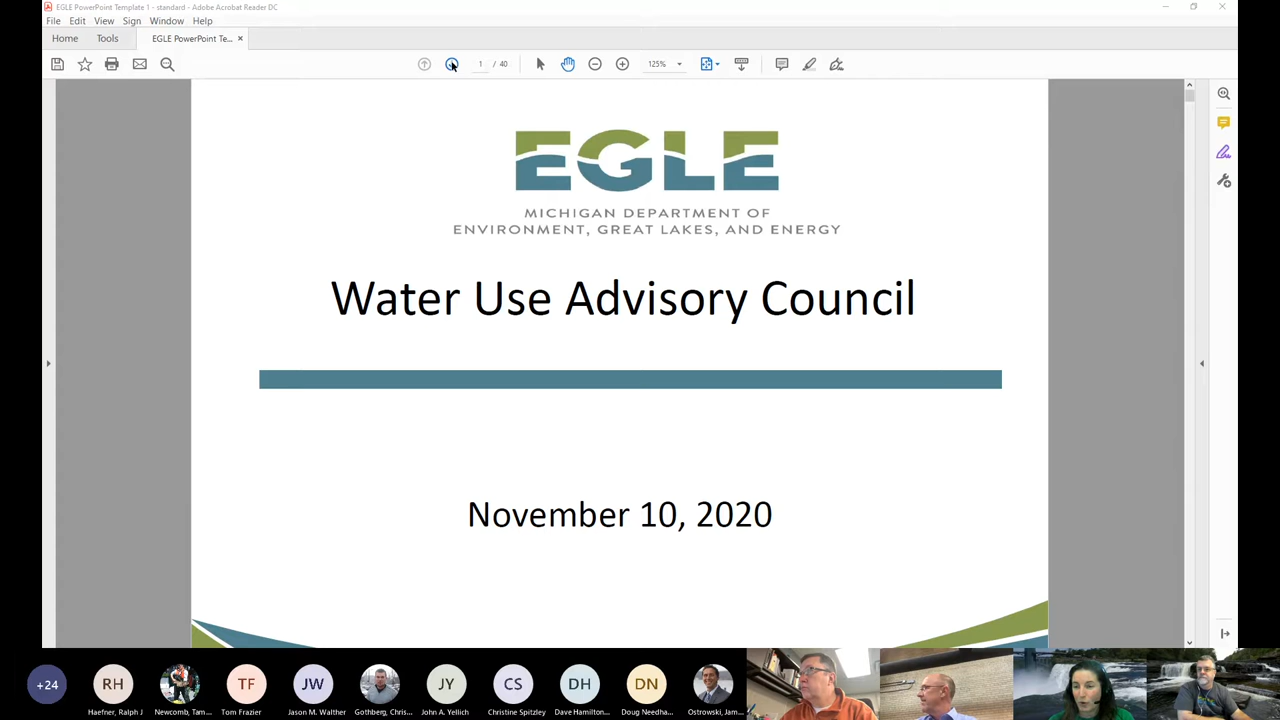 EGLE PowerPoint Template 1 - standard - Adobe Acrobat Reader DC
File Edit View Sign Window Help
Home Tools EGLE PowerPoint Te... ×
1 / 40 125%
EGLE
MICHIGAN DEPARTMENT OF
ENVIRONMENT, GREAT LAKES, AND ENERGY
Water Use Advisory Council
November 10, 2020
+24 RH TF JW JY CS DH DN
Haefner, Ralph J Newcomb, Tam... Tom Frazier Jason M. Walther Gothberg, Chris... John A. Yellich Christine Spitzley Dave Hamilton... Doug Needha... Ostrowski, Jam...